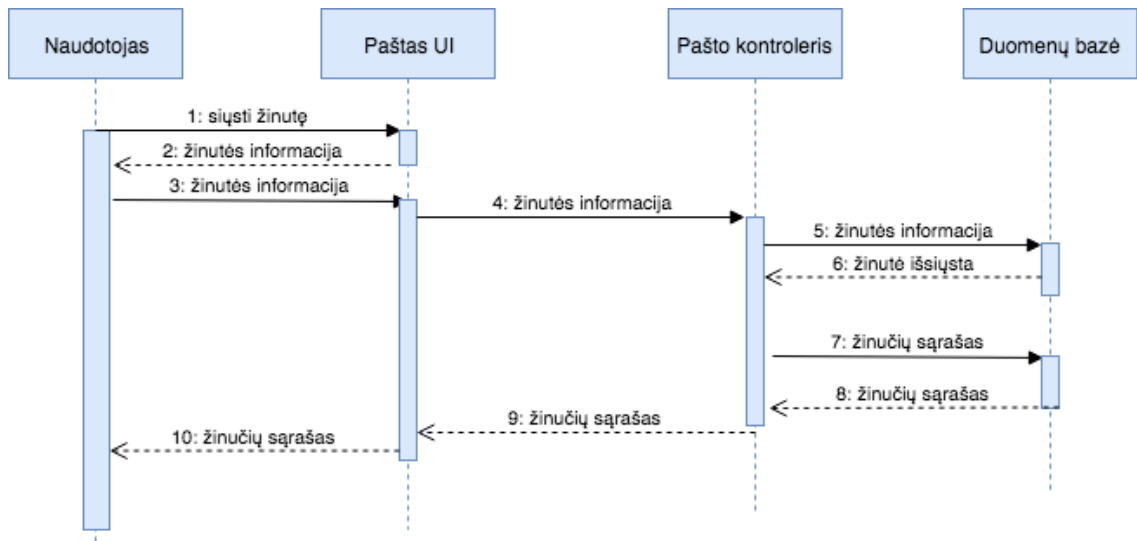 Naudotojas
Paštas UI
Pašto kontroleris
Duomenų bazė
1: siųsti žinutę
2: žinutės informacija
3: žinutės informacija
4: žinutės informacija
5: žinutės informacija
6: žinutė išsiųsta
7: žinučių sąrašas
8: žinučių sąrašas
9: žinučių sąrašas
10: žinučių sąrašas